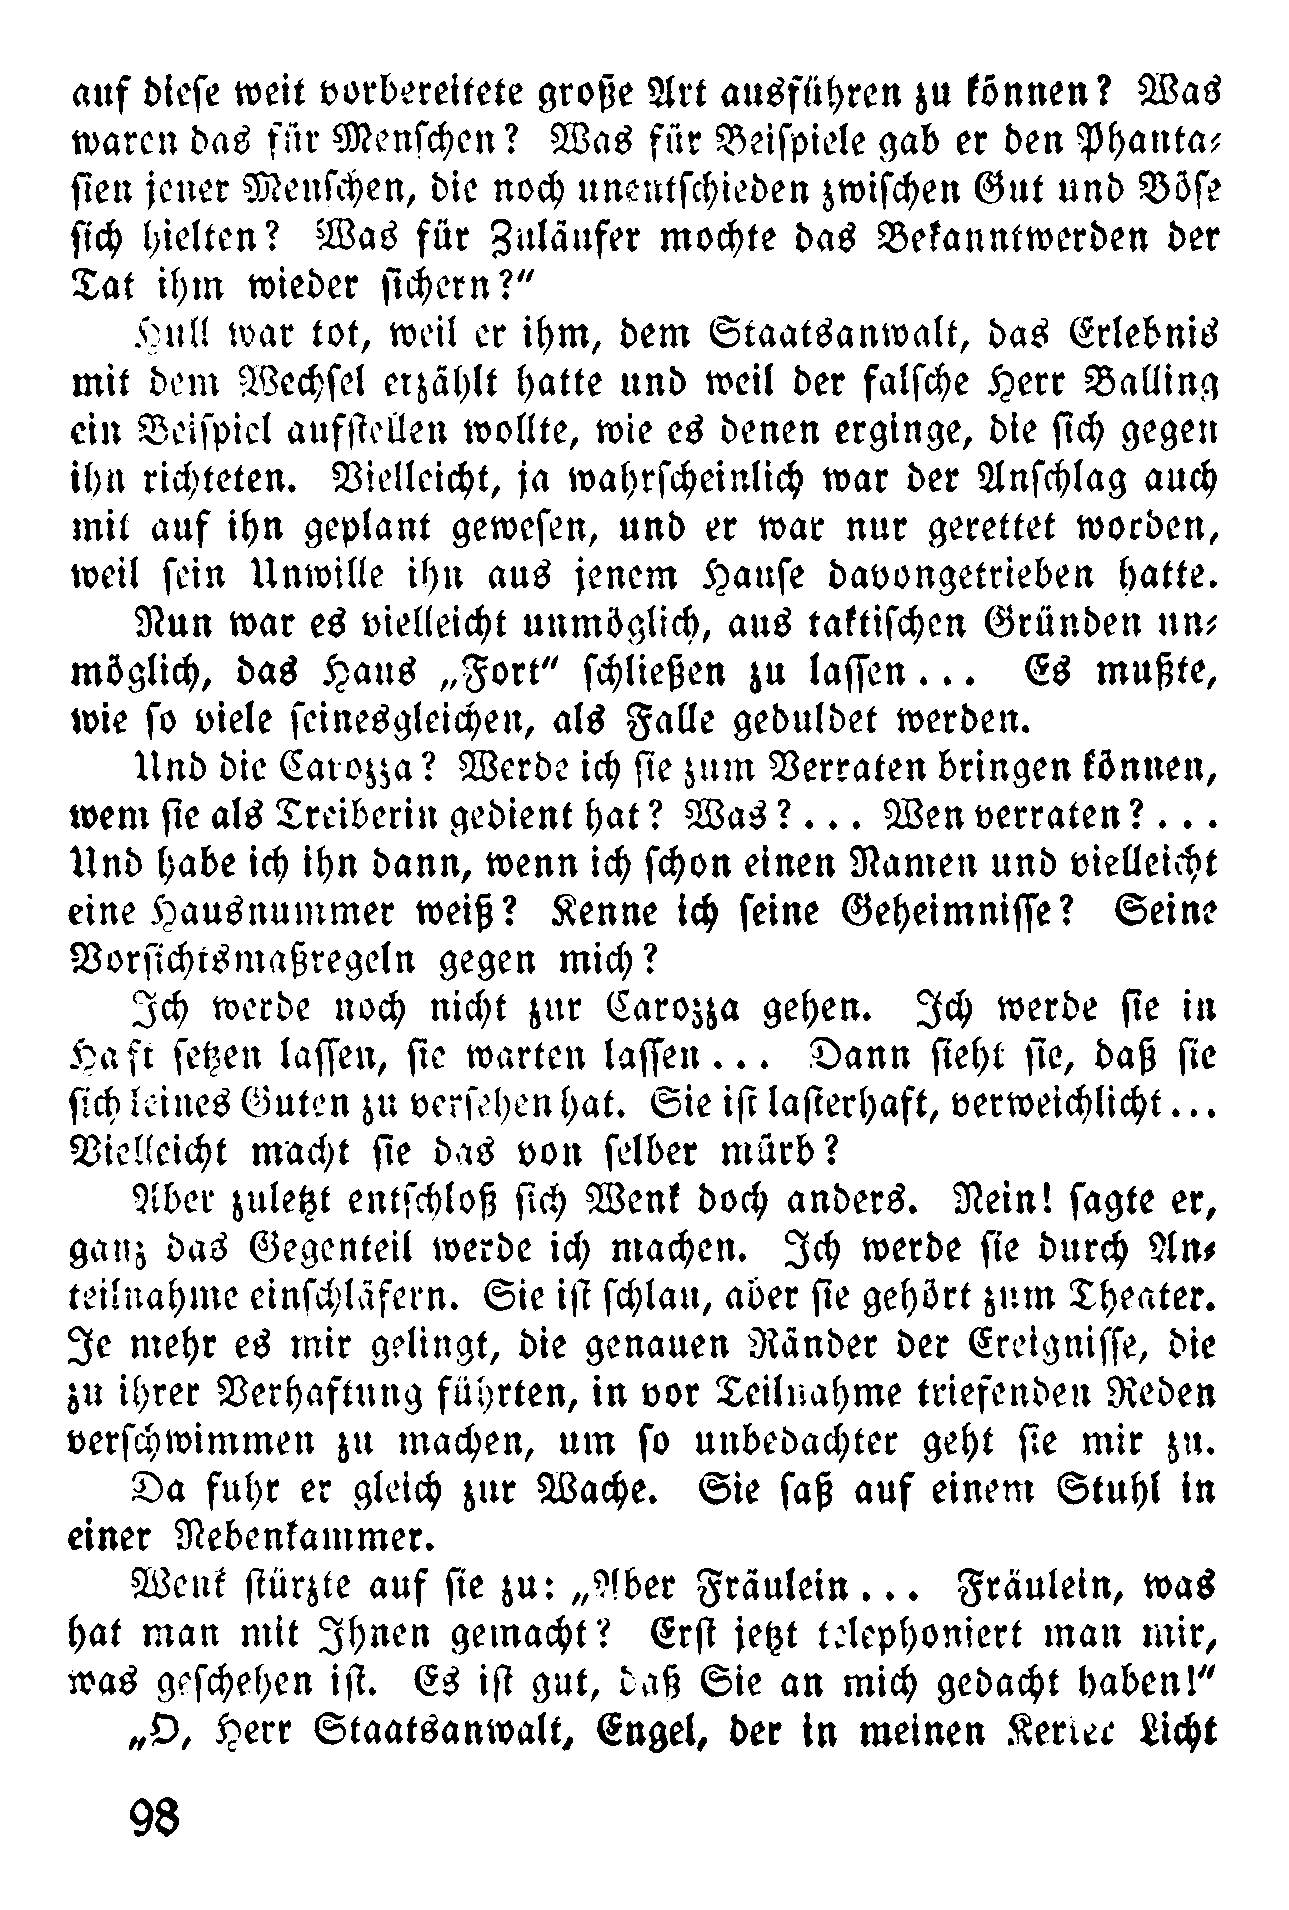 auf diese weit vorbereitete große Art ausführen zu können? Was
waren das für Menschen? Was für Beispiele gab er den Phanta-
sien jener Menschen, die noch unentschieden zwischen Gut und Böse
sich hielten? Was für Zuläufer mochte das Bekanntwerden der
Tat ihm wieder sichern?“
Hull war tot, weil er ihm, dem Staatsanwalt, das Erlebnis
mit dem Wechsel erzählt hatte und weil der falsche Herr Balling
ein Beispiel aufstellen wollte, wie es denen erginge, die sich gegen
ihn richteten. Vielleicht, ja wahrscheinlich war der Anschlag auch
mit auf ihn geplant gewesen, und er war nur gerettet worden,
weil sein Unwille ihn aus jenem Hause davongetrieben hatte.
Nun war es vielleicht unmöglich, aus taktischen Gründen un-
möglich, das Haus „Fort“ schließen zu lassen... Es mußte,
wie so viele seinesgleichen, als Falle geduldet werden.
Und die Carozza? Werde ich sie zum Verraten bringen können,
wem sie als Treiberin gedient hat? Was?... Wen verraten?...
Und habe ich ihn dann, wenn ich schon einen Namen und vielleicht
eine Hausnummer weiß? Kenne ich seine Geheimnisse? Seine
Vorsichtsmaßregeln gegen mich?
Ich werde noch nicht zur Carozza gehen. Ich werde sie in
Haft setzen lassen, sie warten lassen... Dann sieht sie, daß sie
sich keines Guten zu versehen hat. Sie ist lasterhaft, verweichlicht...
Vielleicht macht sie das von selber mürb?
Aber zuletzt entschloß sich Wenk doch anders. Nein! sagte er,
ganz das Gegenteil werde ich machen. Ich werde sie durch An-
teilnahme einschläfern. Sie ist schlau, aber sie gehört zum Theater.
Je mehr es mir gelingt, die genauen Ränder der Ereignisse, die
zu ihrer Verhaftung führten, in vor Teilnahme triefenden Reden
verschwimmen zu machen, um so unbedachter geht sie mir zu.
Da fuhr er gleich zur Wache. Sie saß auf einem Stuhl in
einer Nebenkammer.
Wenk stürzte auf sie zu: „Aber Fräulein... Fräulein, was
hat man mit Ihnen gemacht? Erst jetzt telephoniert man mir,
was geschehen ist. Es ist gut, daß Sie an mich gedacht haben!“
„O, Herr Staatsanwalt, Engel, der in meinen Kerker Licht
98